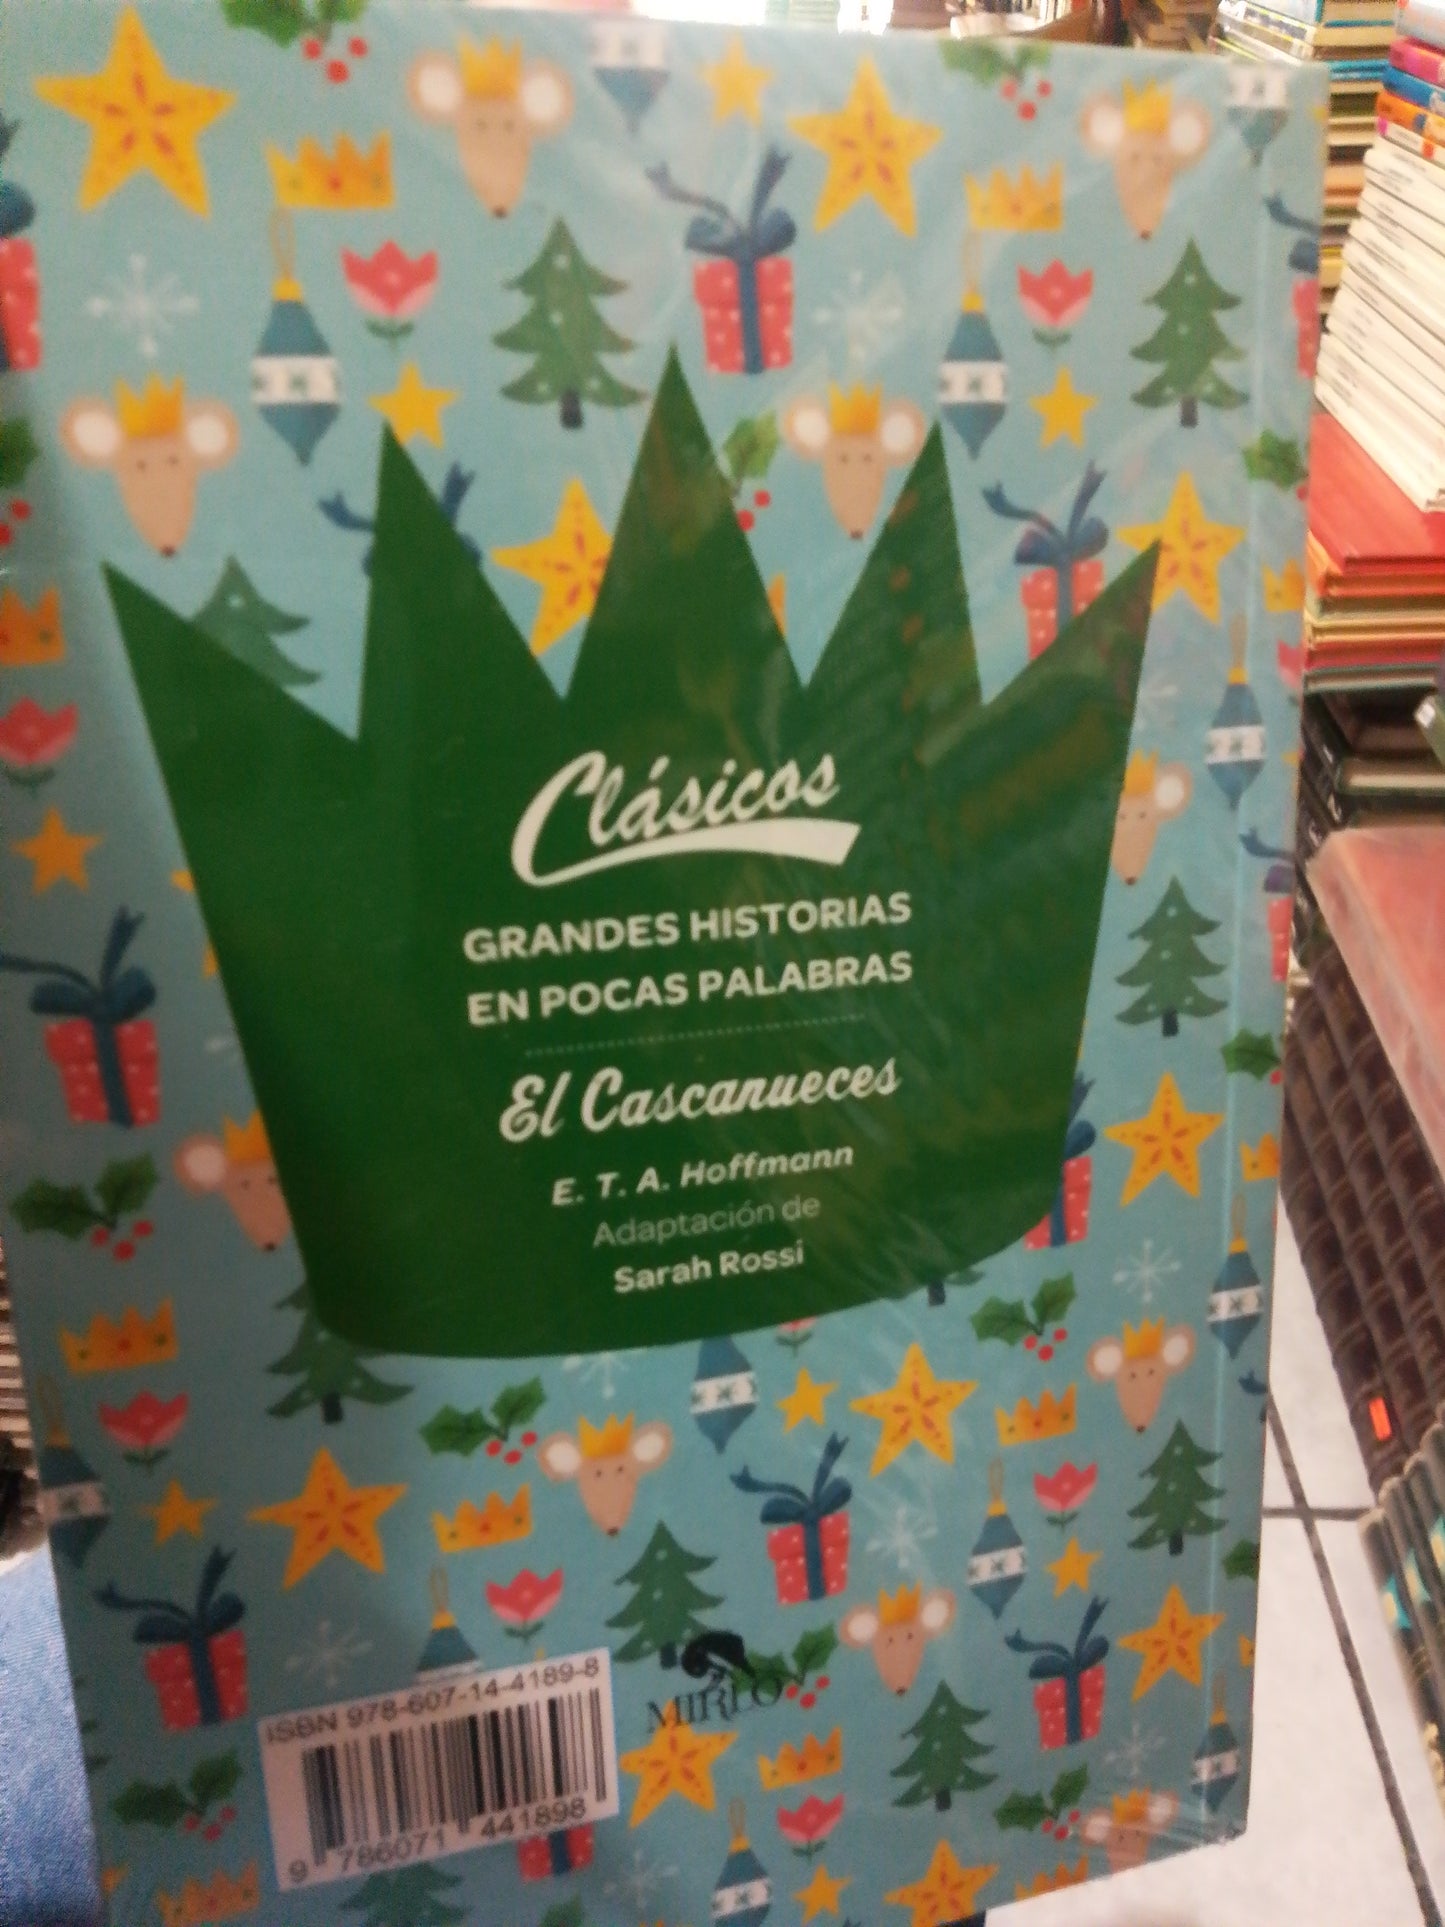 Clásicos
GRANDES HISTORIAS
EN POCAS PALABRAS
El Cascanueces
E. T. A. Hoffmann
Adaptación de
Sarah Rossi
MIRLO
ISBN 978-607-14-4189-8
9 786071 441898